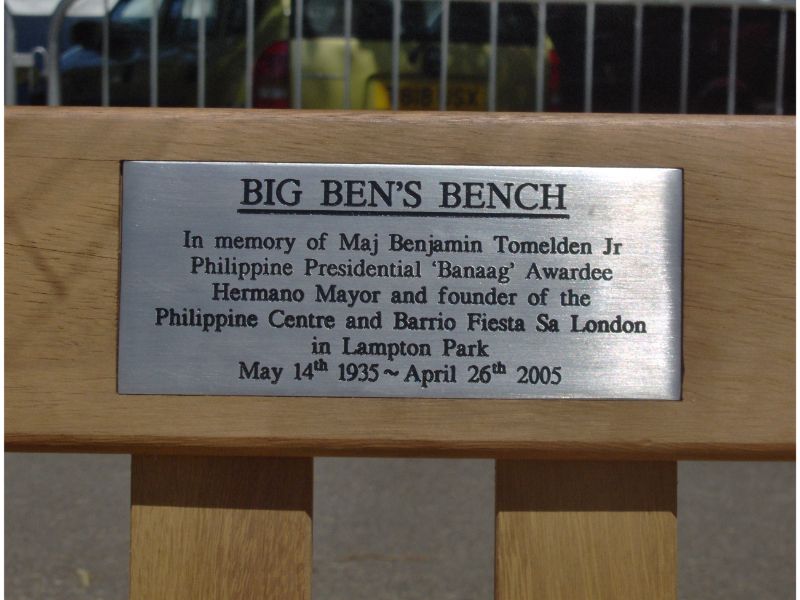 BIG BEN'S BENCH
In memory of Maj Benjamin Tomelden Jr
Philippine Presidential 'Banaag' Awardee
Hermano Mayor and founder of the
Philippine Centre and Barrio Fiesta Sa London
in Lampton Park
May 14th 1935 ~ April 26th 2005